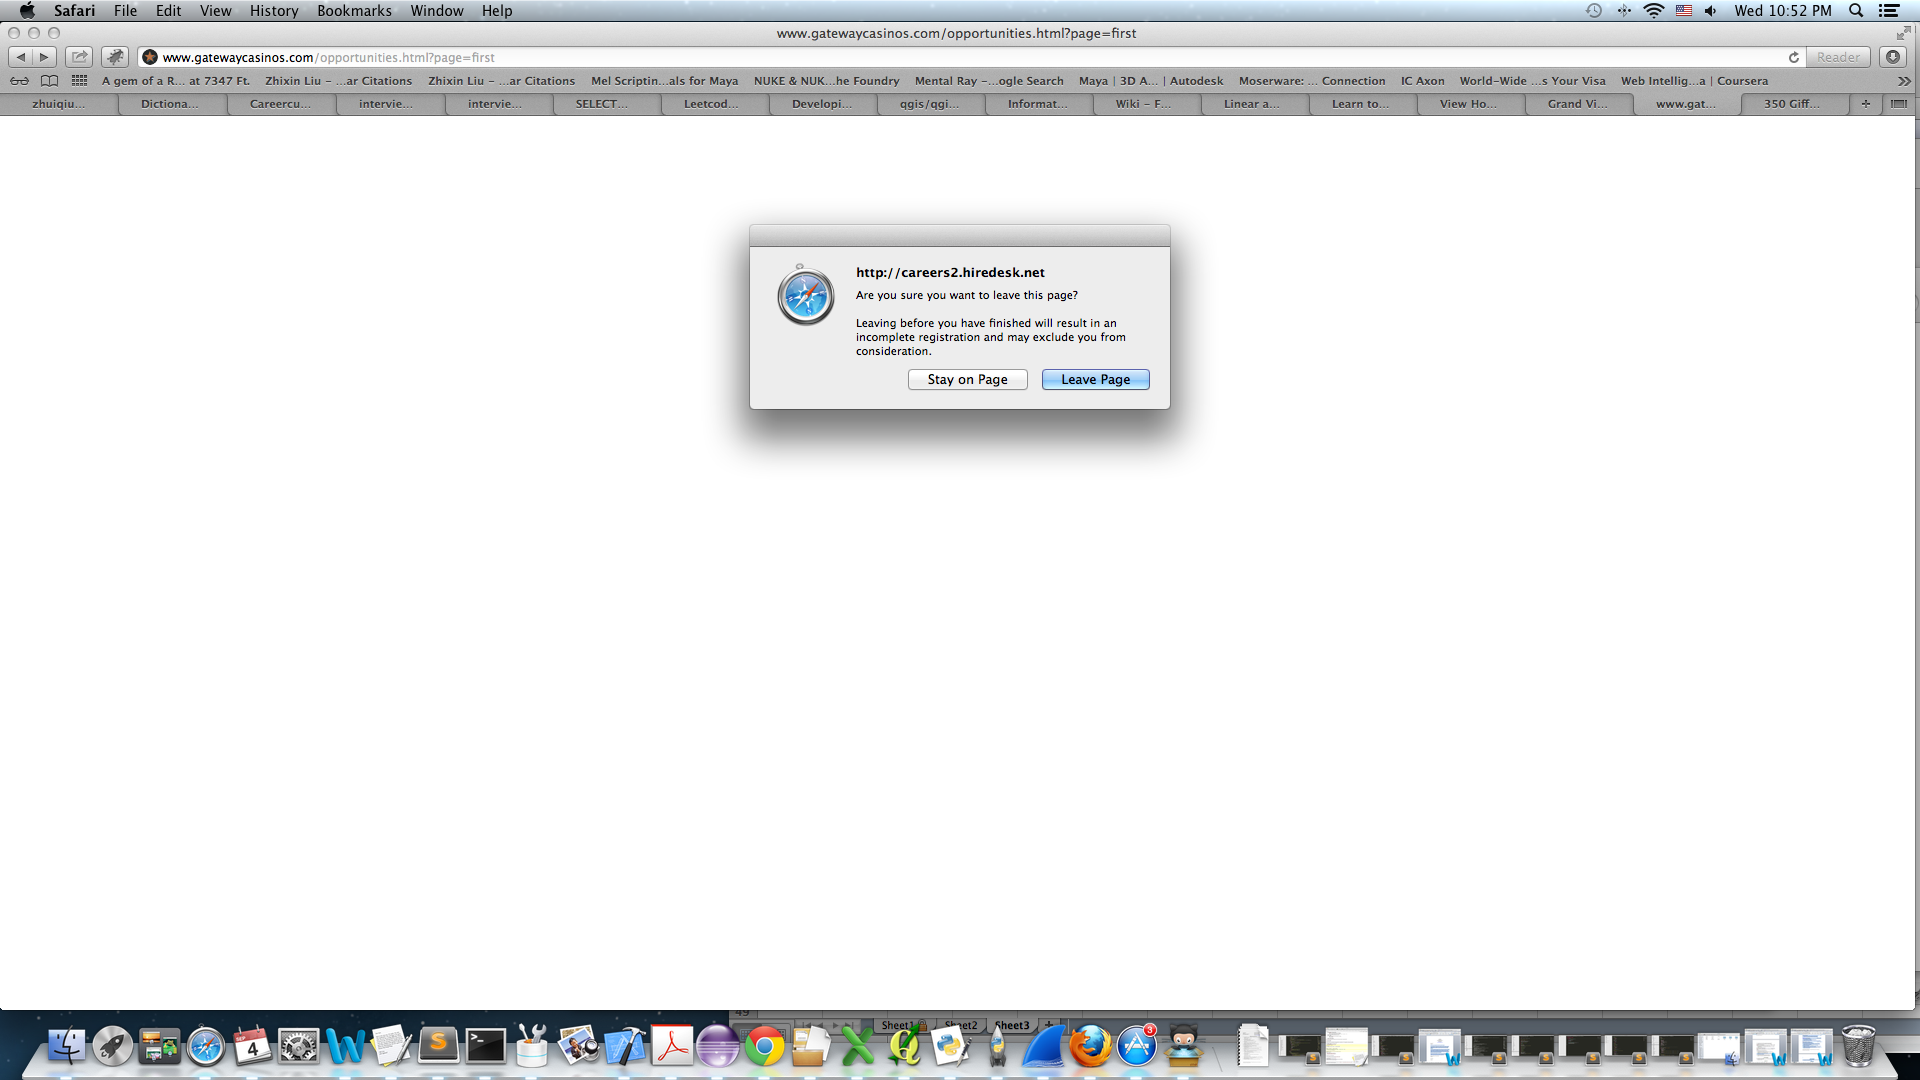 Safari File Edit View History Bookmarks Window Help Wed 10:52 PM
www.gatewaycasinos.com/opportunities.html?page=first
www.gatewaycasinos.com/opportunities.html?page=first Reader
A gem of a R... at 7347 Ft. Zhixin Liu – ...ar Citations Zhixin Liu – ...ar Citations Mel Scriptin...als for Maya NUKE & NUK...he Foundry Mental Ray –...ogle Search Maya | 3D A... | Autodesk Moserware: ... Connection IC Axon World-Wide ...s Your Visa Web Intellig...a | Coursera
zhuiqiu... Dictiona... Careercu... intervie... intervie... SELECT... Leetcod... Developi... qgis/qgi... Informat... Wiki – F... Linear a... Learn to... View Ho... Grand Vi... www.gat... 350 Giff...
http://careers2.hiredesk.net
Are you sure you want to leave this page?
Leaving before you have finished will result in an
incomplete registration and may exclude you from
consideration.
Stay on Page Leave Page
Sheet1 Sheet2 Sheet3
SEP
4
3